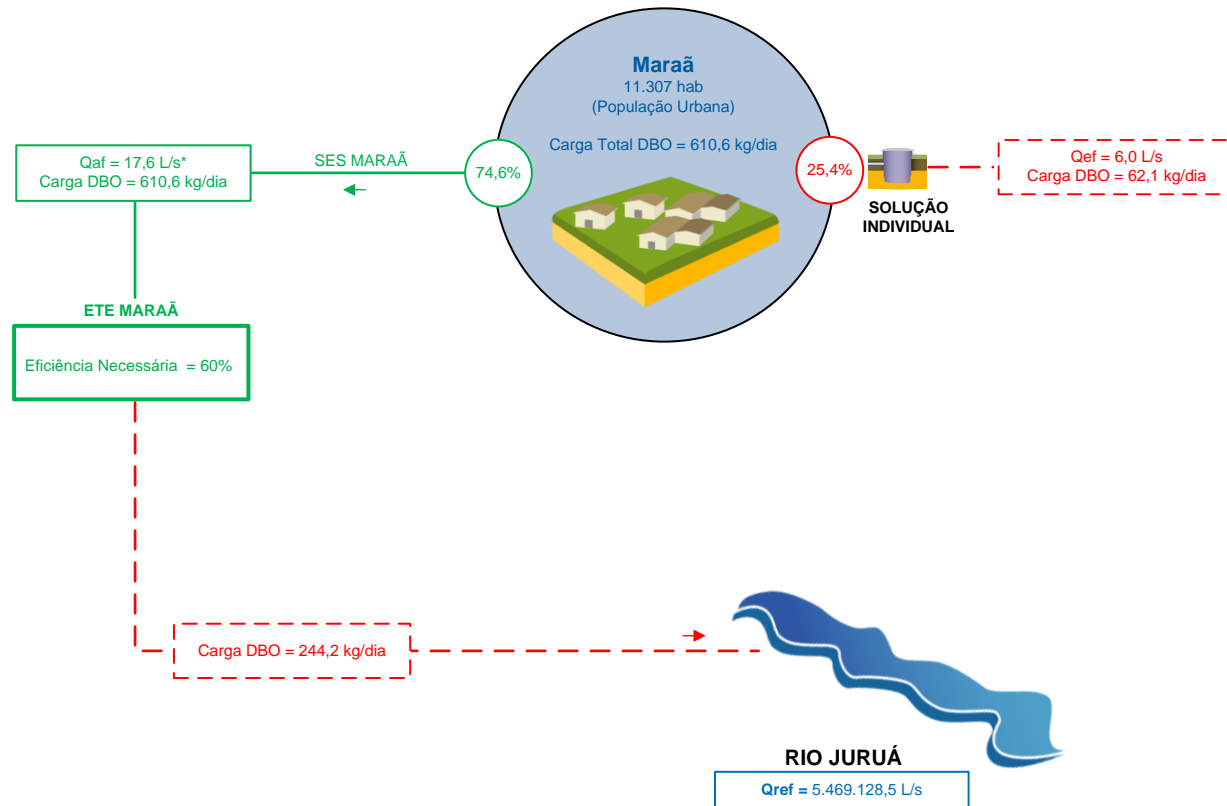 Maraã
11.307 hab
(População Urbana)
Carga Total DBO = 610,6 kg/dia
Qaf = 17,6 L/s*
Carga DBO = 610,6 kg/dia
SES MARAÃ
74,6%
25,4%
SOLUÇÃO
INDIVIDUAL
Qef = 6,0 L/s
Carga DBO = 62,1 kg/dia
ETE MARAÃ
Eficiência Necessária = 60%
Carga DBO = 244,2 kg/dia
RIO JURUÁ
Qref = 5.469.128,5 L/s